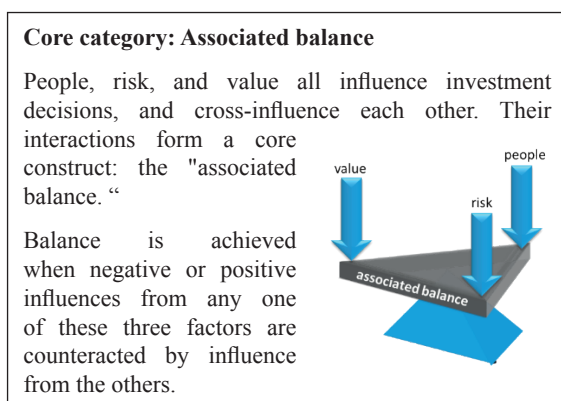 Core category: Associated balance
People, risk, and value all influence investment
decisions, and cross-influence each other. Their
interactions form a core
construct: the "associated
balance. “
Balance is achieved
when negative or positive
influences from any one
of these three factors are
counteracted by influence
from the others.
people
value
risk
associated balance